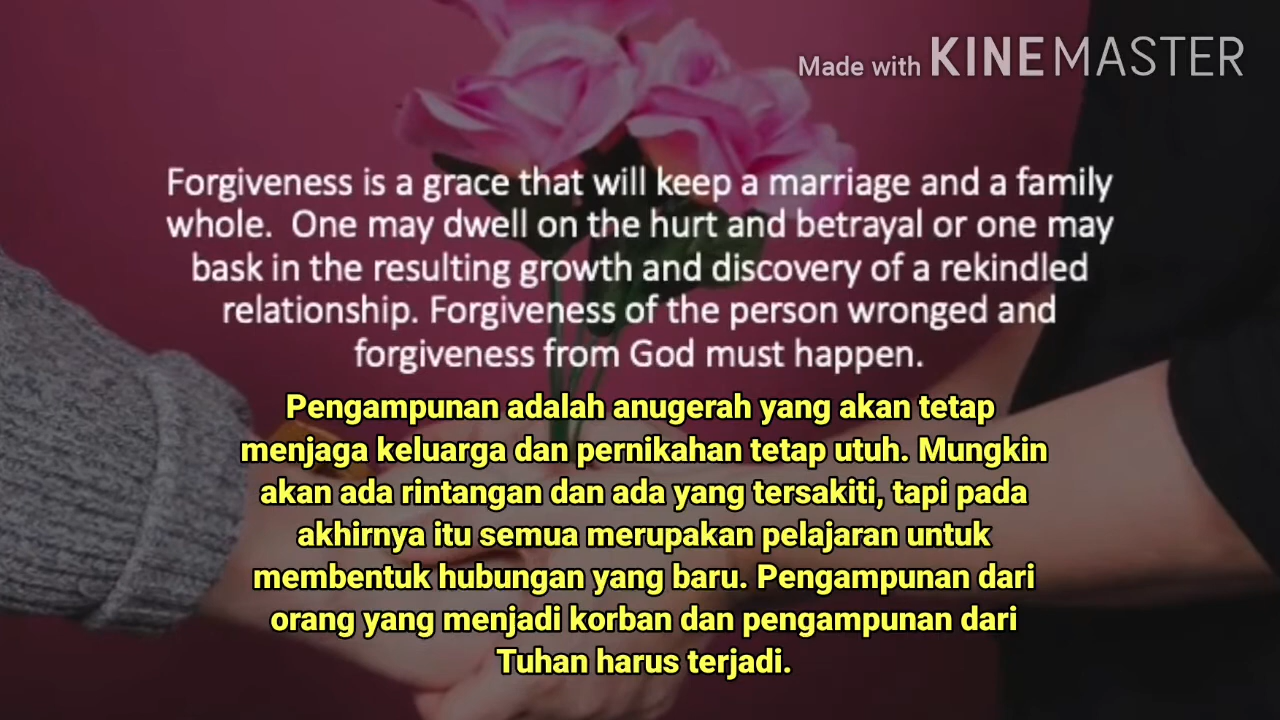 Made with KINEMASTER
Forgiveness is a grace that will keep a marriage and a family
whole.  One may dwell on the hurt and betrayal or one may
bask in the resulting growth and discovery of a rekindled
relationship. Forgiveness of the person wronged and
forgiveness from God must happen.
Pengampunan adalah anugerah yang akan tetap
menjaga keluarga dan pernikahan tetap utuh. Mungkin
akan ada rintangan dan ada yang tersakiti, tapi pada
akhirnya itu semua merupakan pelajaran untuk
membentuk hubungan yang baru. Pengampunan dari
orang yang menjadi korban dan pengampunan dari
Tuhan harus terjadi.